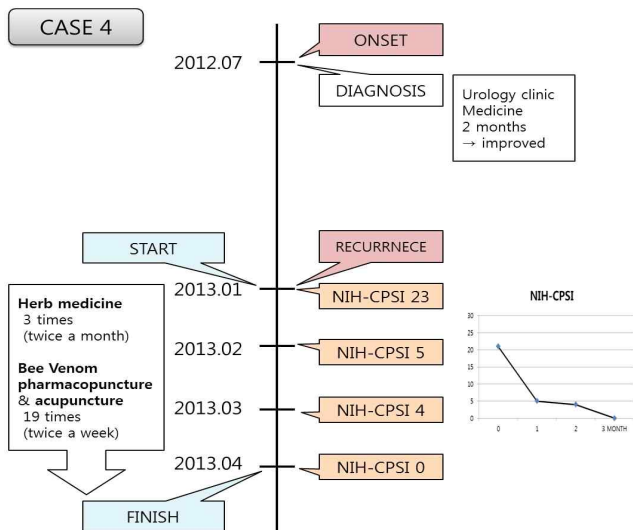 CASE 4
ONSET
2012.07
DIAGNOSIS
Urology clinic
Medicine
2 months
→ improved
START
RECURRNECE
2013.01
NIH-CPSI 23
Herb medicine
3 times
(twice a month)
Bee Venom
pharmacopuncture
& acupuncture
19 times
(twice a week)
2013.02
NIH-CPSI 5
2013.03
NIH-CPSI 4
2013.04
NIH-CPSI 0
FINISH
NIH-CPSI
30
25
20
15
10
5
0
0 1 2 3 MONTH